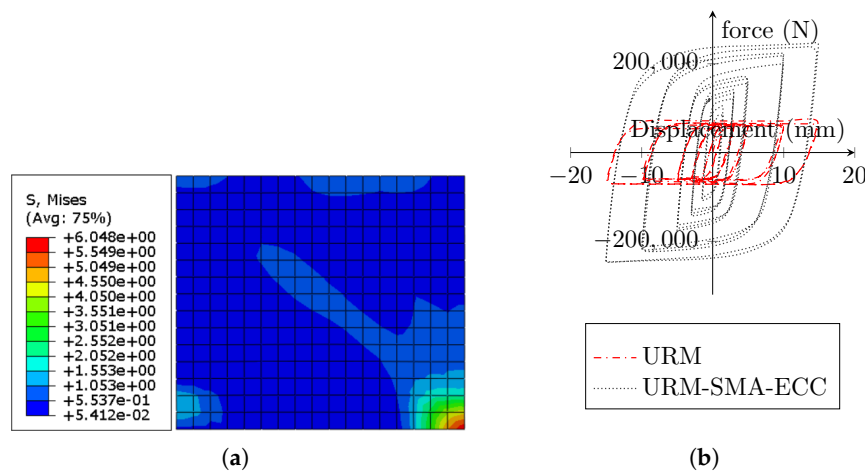 S, Mises
(Avg: 75%)
+6.048e+00
+5.549e+00
+5.049e+00
+4.550e+00
+4.050e+00
+3.551e+00
+3.051e+00
+2.552e+00
+2.052e+00
+1.553e+00
+1.053e+00
+5.537e-01
+5.412e-02
(a)
force (N)
200,000
Displacement (mm)
−20 −10 10 20
−200,000
URM
URM-SMA-ECC
(b)